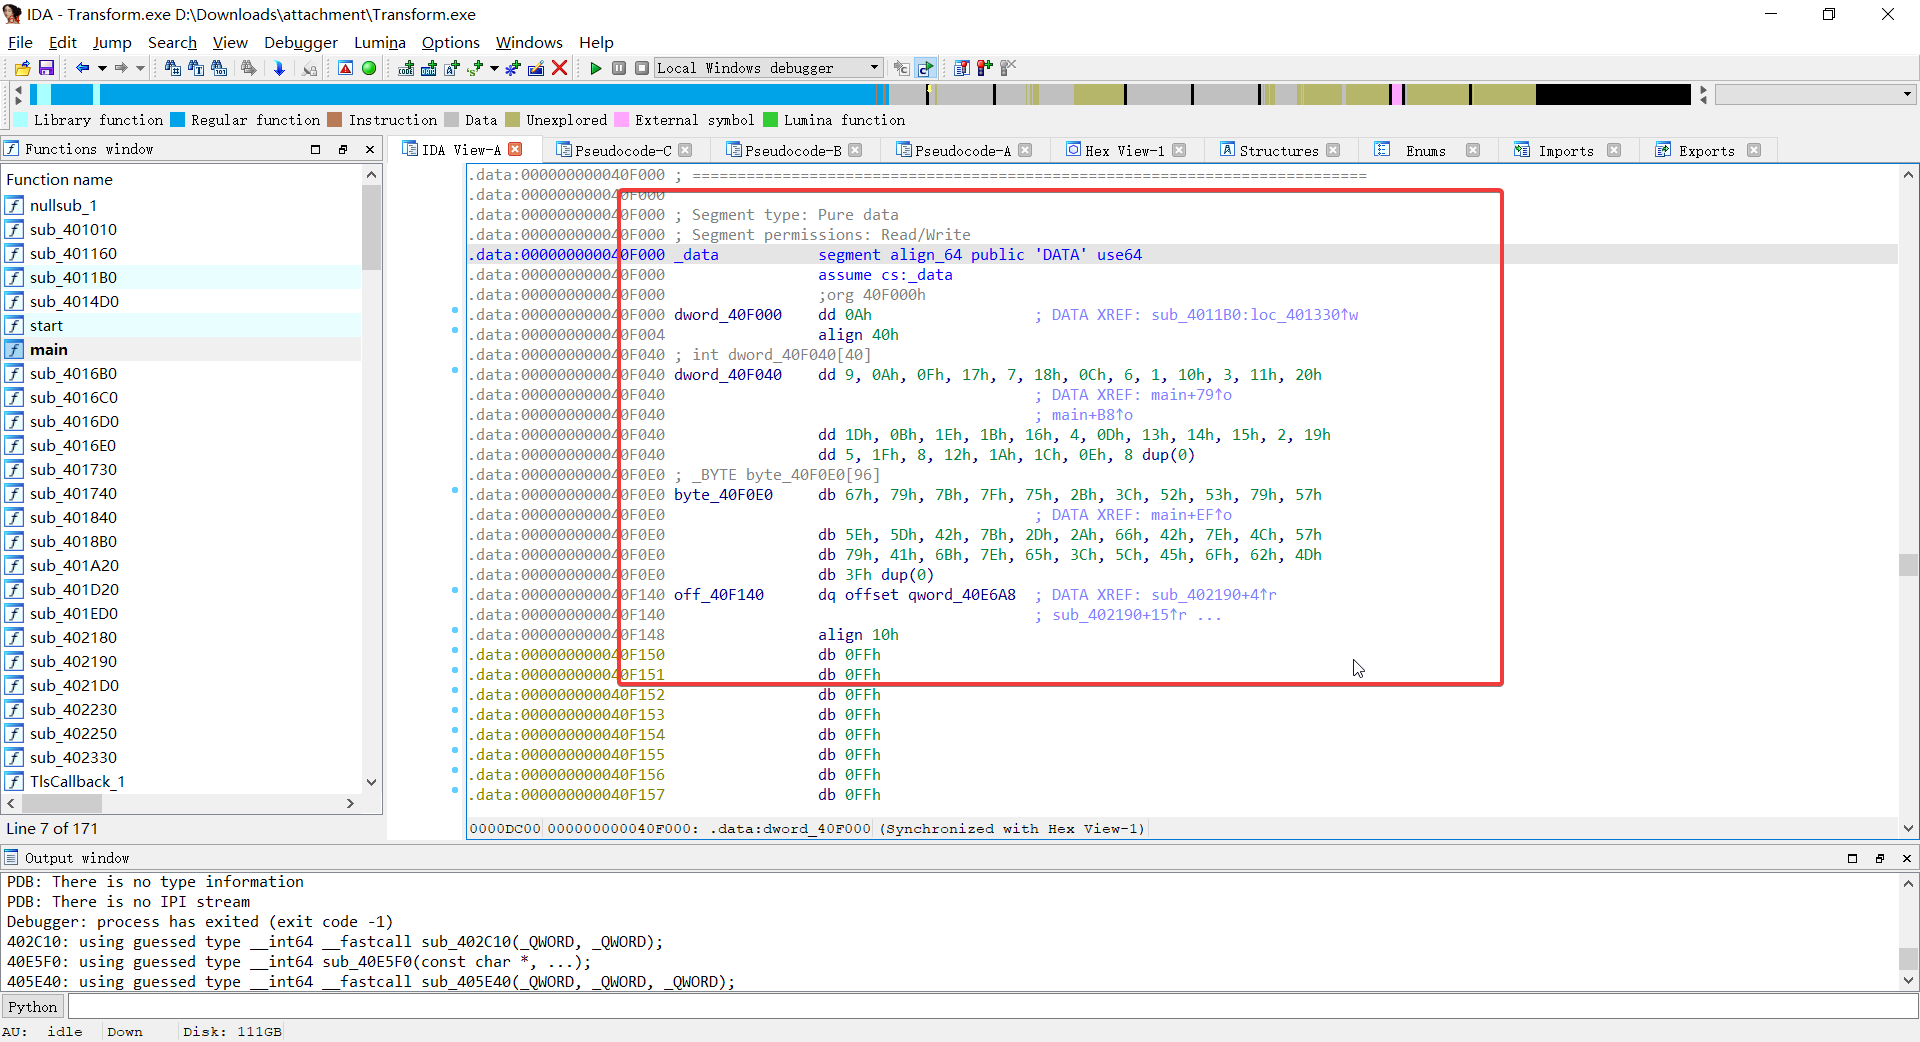 IDA - Transform.exe D:\Downloads\attachment\Transform.exe
File Edit Jump Search View Debugger Lumina Options Windows Help
Local Windows debugger
Library function Regular function Instruction Data Unexplored External symbol Lumina function
Functions window
IDA View-A Pseudocode-C Pseudocode-B Pseudocode-A Hex View-1 Structures Enums Imports Exports
Function name
nullsub_1
sub_401010
sub_401160
sub_4011B0
sub_4014D0
start
main
sub_4016B0
sub_4016C0
sub_4016D0
sub_4016E0
sub_401730
sub_401740
sub_401840
sub_4018B0
sub_401A20
sub_401D20
sub_401ED0
sub_402180
sub_402190
sub_4021D0
sub_402230
sub_402250
sub_402330
TlsCallback_1
Line 7 of 171
.data:000000000040F000 ; ===========================================================================
.data:000000000040F000
.data:000000000040F000 ; Segment type: Pure data
.data:000000000040F000 ; Segment permissions: Read/Write
.data:000000000040F000 _data segment align_64 public 'DATA' use64
.data:000000000040F000 assume cs:_data
.data:000000000040F000 ;org 40F000h
.data:000000000040F000 dword_40F000 dd 0Ah ; DATA XREF: sub_4011B0:loc_401330↑w
.data:000000000040F004 align 40h
.data:000000000040F040 ; int dword_40F040[40]
.data:000000000040F040 dword_40F040 dd 9, 0Ah, 0Fh, 17h, 7, 18h, 0Ch, 6, 1, 10h, 3, 11h, 20h
.data:000000000040F040 ; DATA XREF: main+79↑o
.data:000000000040F040 ; main+B8↑o
.data:000000000040F040 dd 1Dh, 0Bh, 1Eh, 1Bh, 16h, 4, 0Dh, 13h, 14h, 15h, 2, 19h
.data:000000000040F040 dd 5, 1Fh, 8, 12h, 1Ah, 1Ch, 0Eh, 8 dup(0)
.data:000000000040F0E0 ; _BYTE byte_40F0E0[96]
.data:000000000040F0E0 byte_40F0E0 db 67h, 79h, 7Bh, 7Fh, 75h, 2Bh, 3Ch, 52h, 53h, 79h, 57h
.data:000000000040F0E0 ; DATA XREF: main+EF↑o
.data:000000000040F0E0 db 5Eh, 5Dh, 42h, 7Bh, 2Dh, 2Ah, 66h, 42h, 7Eh, 4Ch, 57h
.data:000000000040F0E0 db 79h, 41h, 6Bh, 7Eh, 65h, 3Ch, 5Ch, 45h, 6Fh, 62h, 4Dh
.data:000000000040F0E0 db 3Fh dup(0)
.data:000000000040F140 off_40F140 dq offset qword_40E6A8 ; DATA XREF: sub_402190+4↑r
.data:000000000040F140 ; sub_402190+15↑r ...
.data:000000000040F148 align 10h
.data:000000000040F150 db 0FFh
.data:000000000040F151 db 0FFh
.data:000000000040F152 db 0FFh
.data:000000000040F153 db 0FFh
.data:000000000040F154 db 0FFh
.data:000000000040F155 db 0FFh
.data:000000000040F156 db 0FFh
.data:000000000040F157 db 0FFh
0000DC00 000000000040F000: .data:dword_40F000 (Synchronized with Hex View-1)
Output window
PDB: There is no type information
PDB: There is no IPI stream
Debugger: process has exited (exit code -1)
402C10: using guessed type __int64 __fastcall sub_402C10(_QWORD, _QWORD);
40E5F0: using guessed type __int64 sub_40E5F0(const char *, ...);
405E40: using guessed type __int64 __fastcall sub_405E40(_QWORD, _QWORD, _QWORD);
Python
AU: idle Down Disk: 111GB